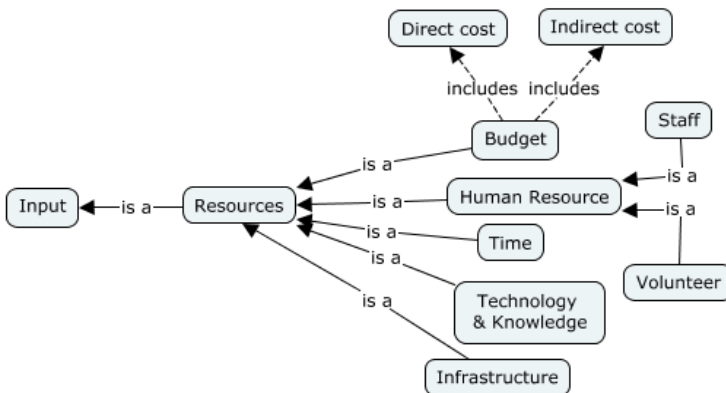 Direct cost
Indirect cost
includes
includes
Staff
Budget
is a
is a
Human Resource
is a
Input
is a
Resources
is a
is a
Time
is a
Volunteer
Technology
& Knowledge
is a
Infrastructure